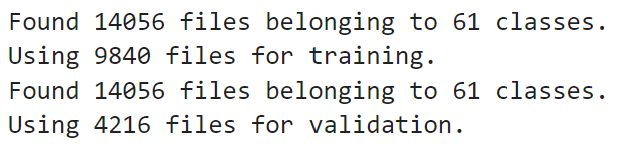 Found 14056 files belonging to 61 classes.
Using 9840 files for training.
Found 14056 files belonging to 61 classes.
Using 4216 files for validation.